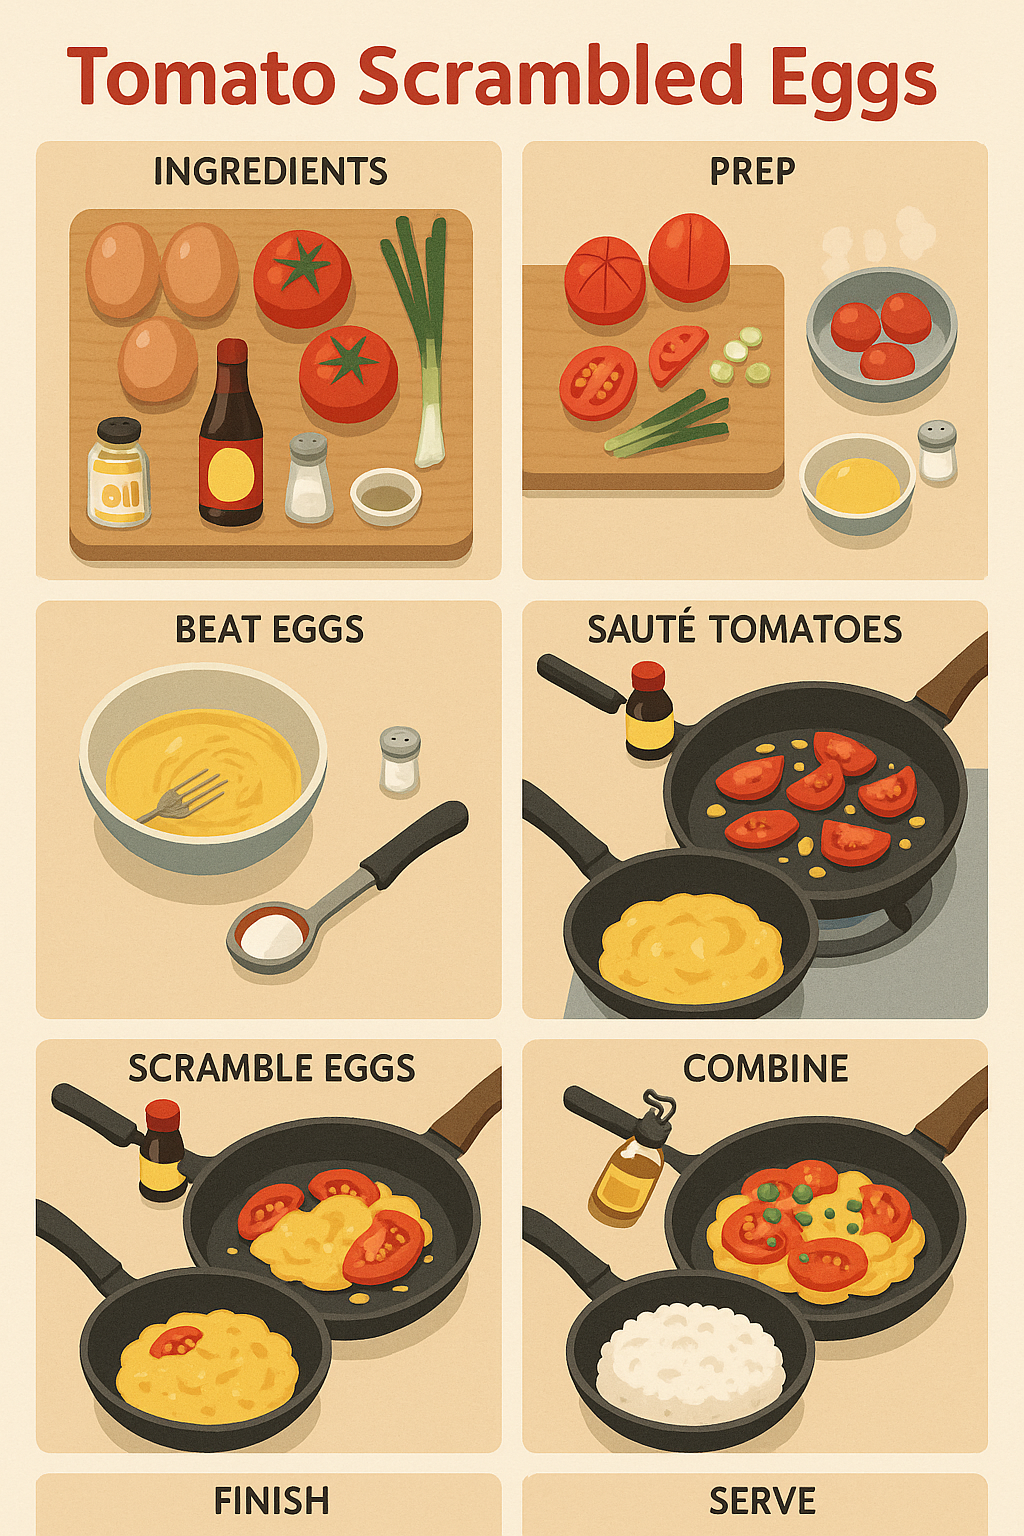 Tomato Scrambled Eggs
INGREDIENTS
oil
PREP
BEAT EGGS
SAUTÉ TOMATOES
SCRAMBLE EGGS
COMBINE
FINISH
SERVE